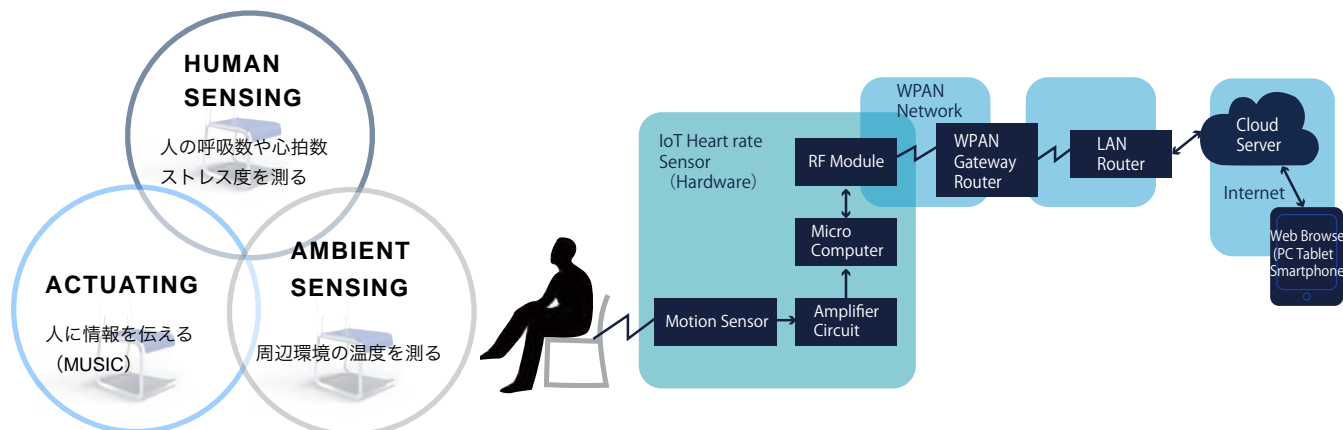 HUMAN
SENSING
人の呼吸数や心拍数
ストレス度を測る
ACTUATING
人に情報を伝える
（MUSIC）
AMBIENT
SENSING
周辺環境の温度を測る
IoT Heart rate
Sensor
（Hardware）
Motion Sensor
Amplifier
Circuit
Micro
Computer
RF Module
WPAN
Network
WPAN
Gateway
Router
LAN
Router
Cloud
Server
Internet
Web Browse
(PC Tablet
Smartphone